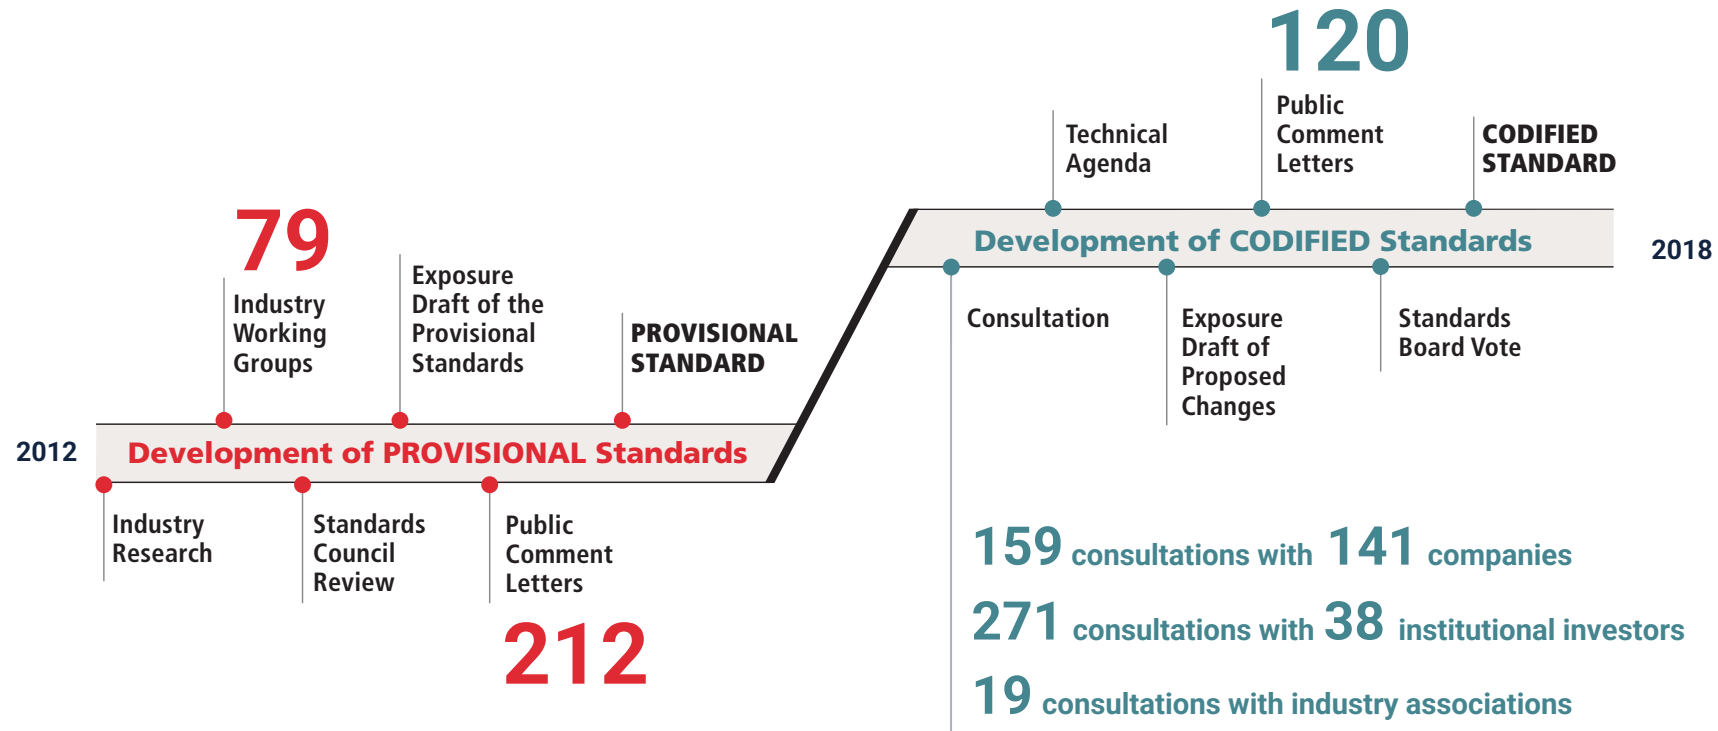 120
Public
Comment
Letters
Technical
Agenda
CODIFIED
STANDARD
Development of CODIFIED Standards
2018
Consultation
Exposure
Draft of
Proposed
Changes
Standards
Board Vote
79
Industry
Working
Groups
Exposure
Draft of the
Provisional
Standards
PROVISIONAL
STANDARD
2012
Development of PROVISIONAL Standards
Industry
Research
Standards
Council
Review
Public
Comment
Letters
212
159 consultations with 141 companies
271 consultations with 38 institutional investors
19 consultations with industry associations